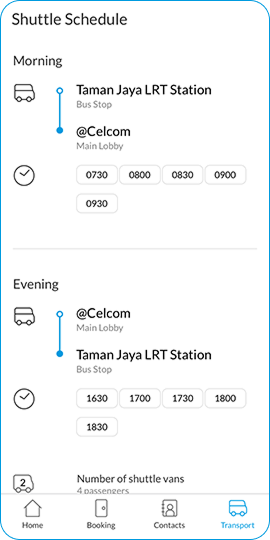 Shuttle Schedule
Morning
Taman Jaya LRT Station
Bus Stop
@Celcom
Main Lobby
0730 0800 0830 0900
0930
Evening
@Celcom
Main Lobby
Taman Jaya LRT Station
Bus Stop
1630 1700 1730 1800
1830
2 Number of shuttle vans
4 passengers
Home Booking Contacts Transport